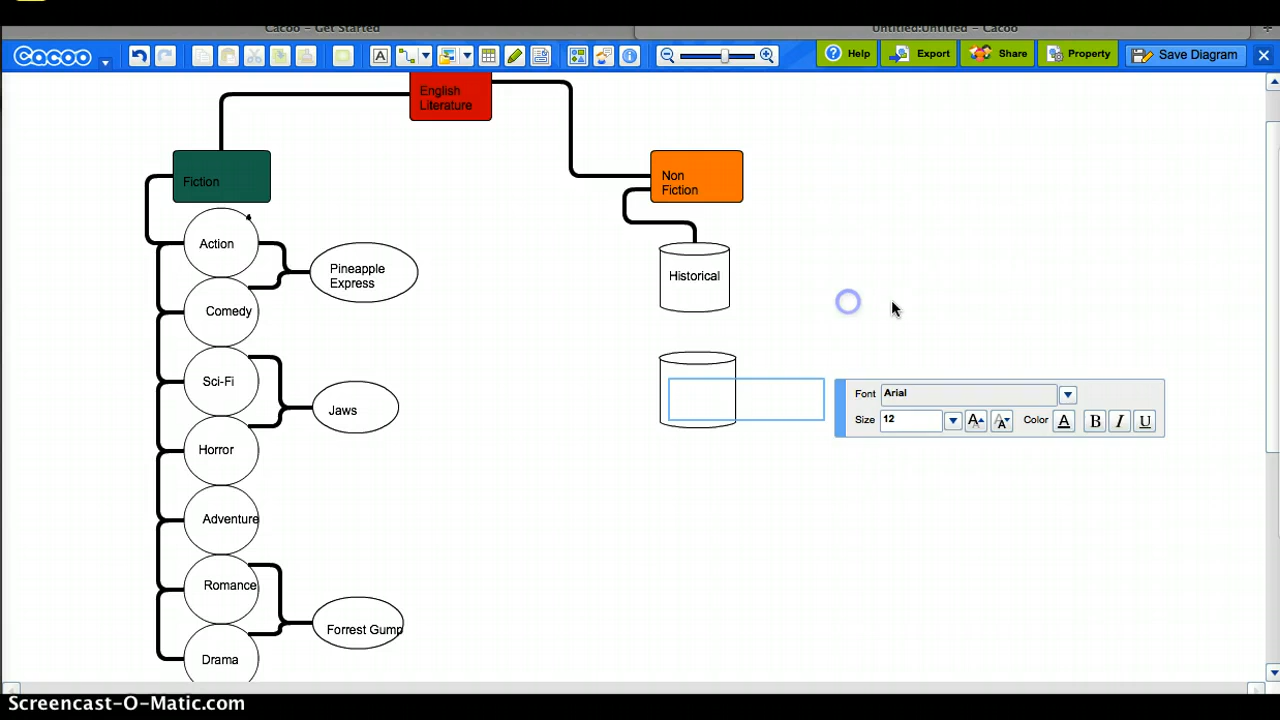 Cacoo – Get Started
Untitled:Untitled – Cacoo
Cacoo
Help
Export
Share
Property
Save Diagram
English
Literature
Fiction
Non
Fiction
Action
Pineapple
Express
Historical
Comedy
Sci-Fi
Jaws
Font
Arial
Size
12
Color
A
B
I
U
Horror
Adventure
Romance
Forrest Gump
Drama
Screencast-O-Matic.com